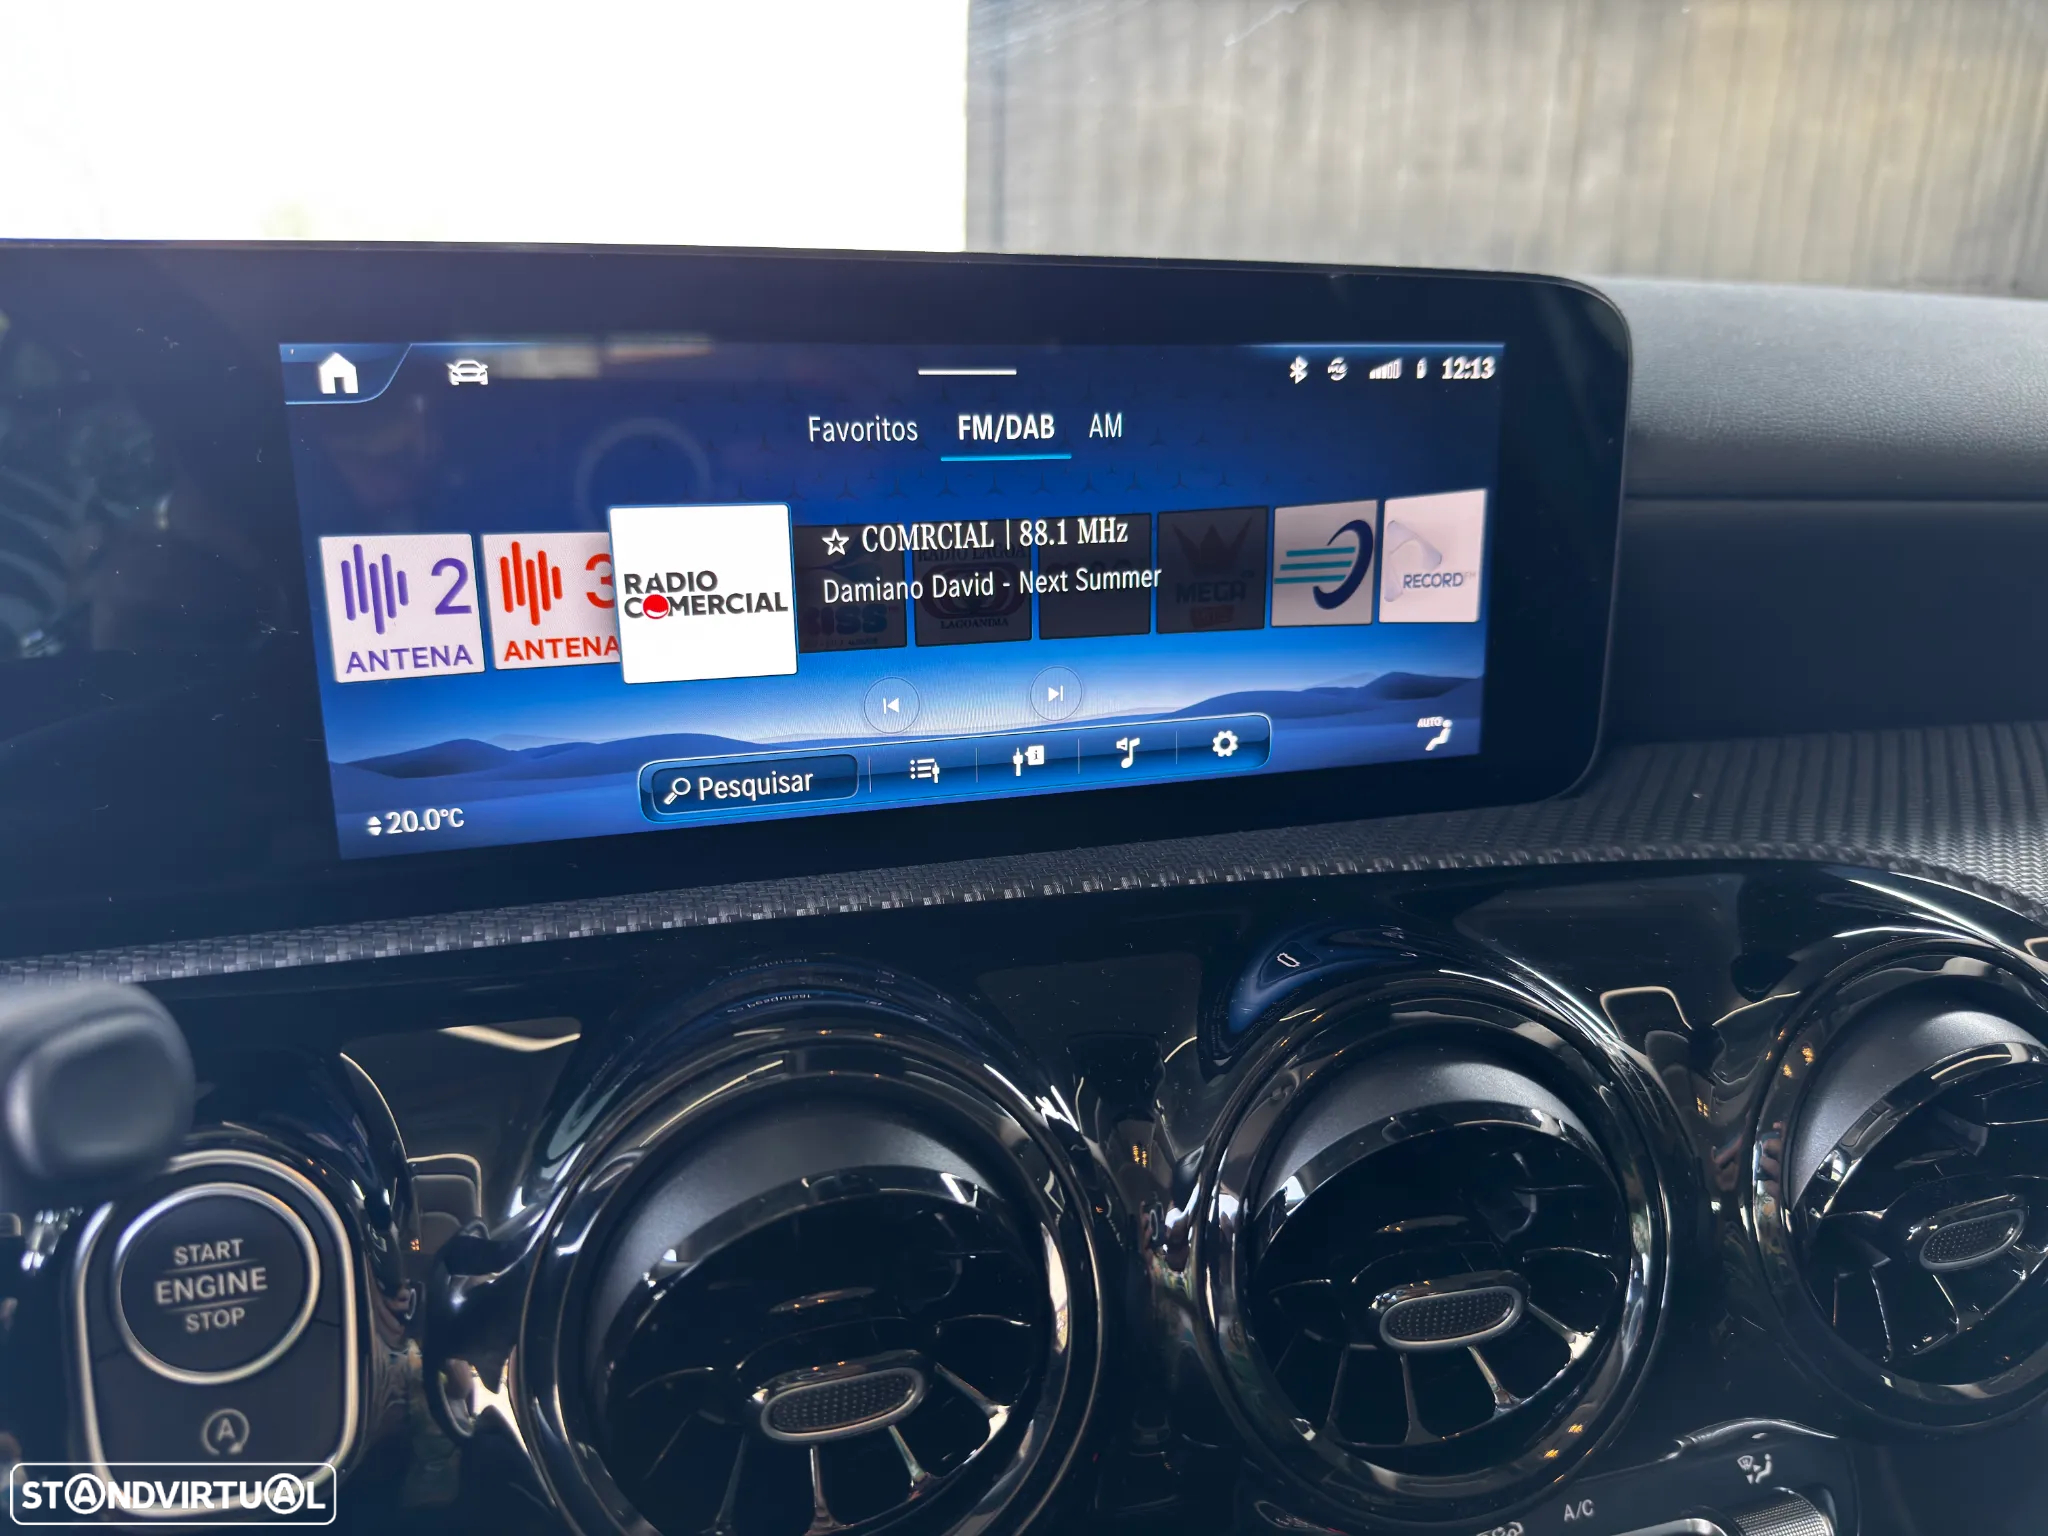 12:13
Favoritos FM/DAB AM
2 ANTENA
3 ANTENA
RADIO COMERCIAL
COMRCIAL | 88.1 MHz
Damiano David - Next Summer
LAGOANIMA
MEGA
RECORD
AUTO
Pesquisar
20.0°C
START
ENGINE
STOP
A
A/C
STANDVIRTUAL